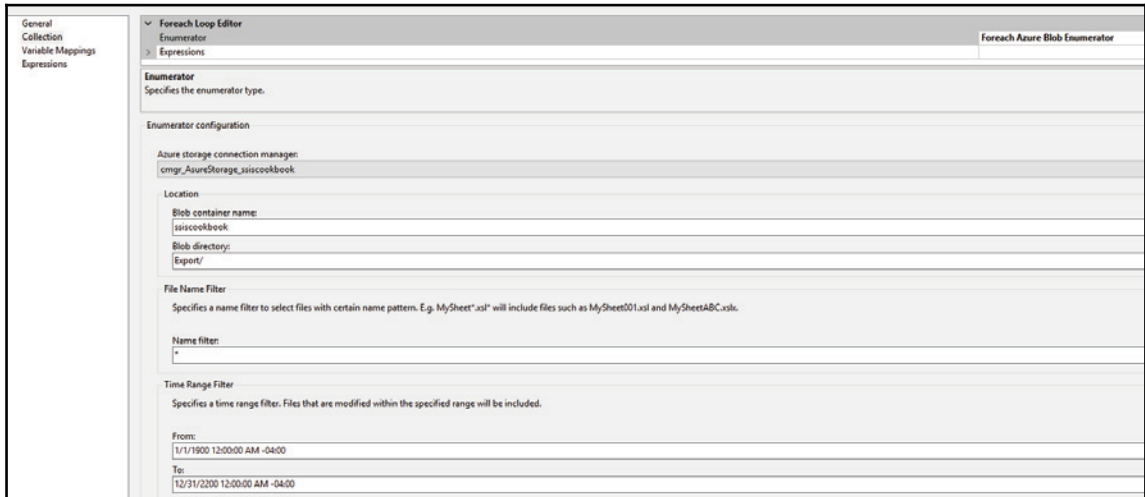 General
Collection
Variable Mappings
Expressions
Foreach Loop Editor
Enumerator Foreach Azure Blob Enumerator
Expressions
Enumerator
Specifies the enumerator type.
Enumerator configuration
Azure storage connection manager:
cmgr_AsureStorage_ssiscookbook
Location
Blob container name:
ssiscookbook
Blob directory:
Export/
File Name Filter
Specifies a name filter to select files with certain name pattern. E.g. MySheet*.xsl* will include files such as MySheet001.xsl and MySheetABC.xslx.
Name filter:
*
Time Range Filter
Specifies a time range filter. Files that are modified within the specified range will be included.
From:
1/1/1900 12:00:00 AM -04:00
To:
12/31/2200 12:00:00 AM -04:00